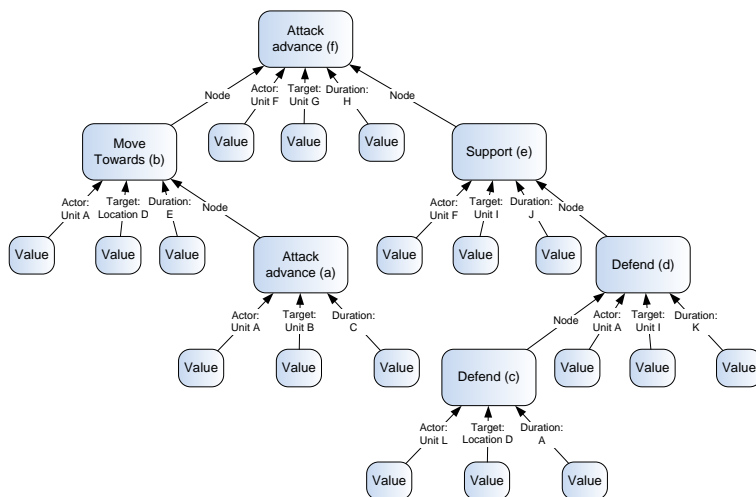 Attack
advance (f)
Node
Actor:
Unit F
Target:
Unit G
Duration:
H
Node
Move
Towards (b)
Value
Value
Value
Support (e)
Actor:
Unit A
Target:
Location D
Duration:
E
Node
Actor:
Unit F
Target:
Unit I
Duration:
J
Node
Value
Value
Value
Attack
advance (a)
Value
Value
Value
Defend (d)
Actor:
Unit A
Target:
Unit B
Duration:
C
Node
Actor:
Unit A
Target:
Unit I
Duration:
K
Value
Value
Value
Defend (c)
Value
Value
Value
Actor:
Unit L
Target:
Location D
Duration:
A
Value
Value
Value